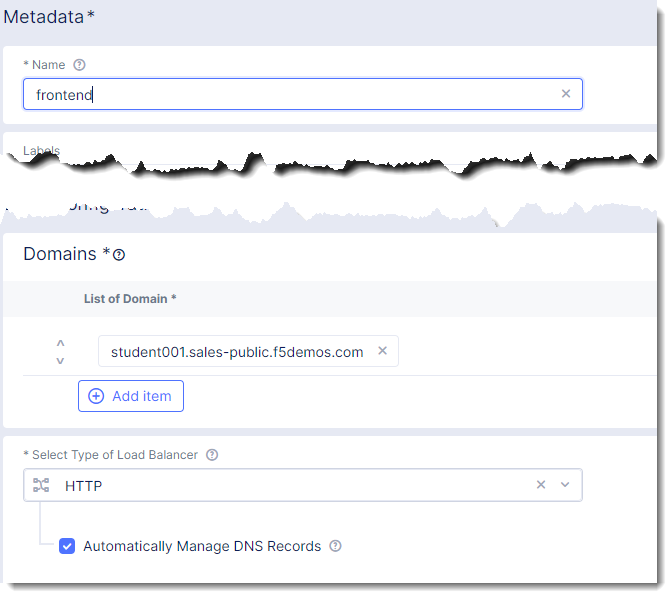 Metadata*
* Name
frontend
Labels
Domains *
List of Domain *
student001.sales-public.f5demos.com
Add item
* Select Type of Load Balancer
HTTP
Automatically Manage DNS Records